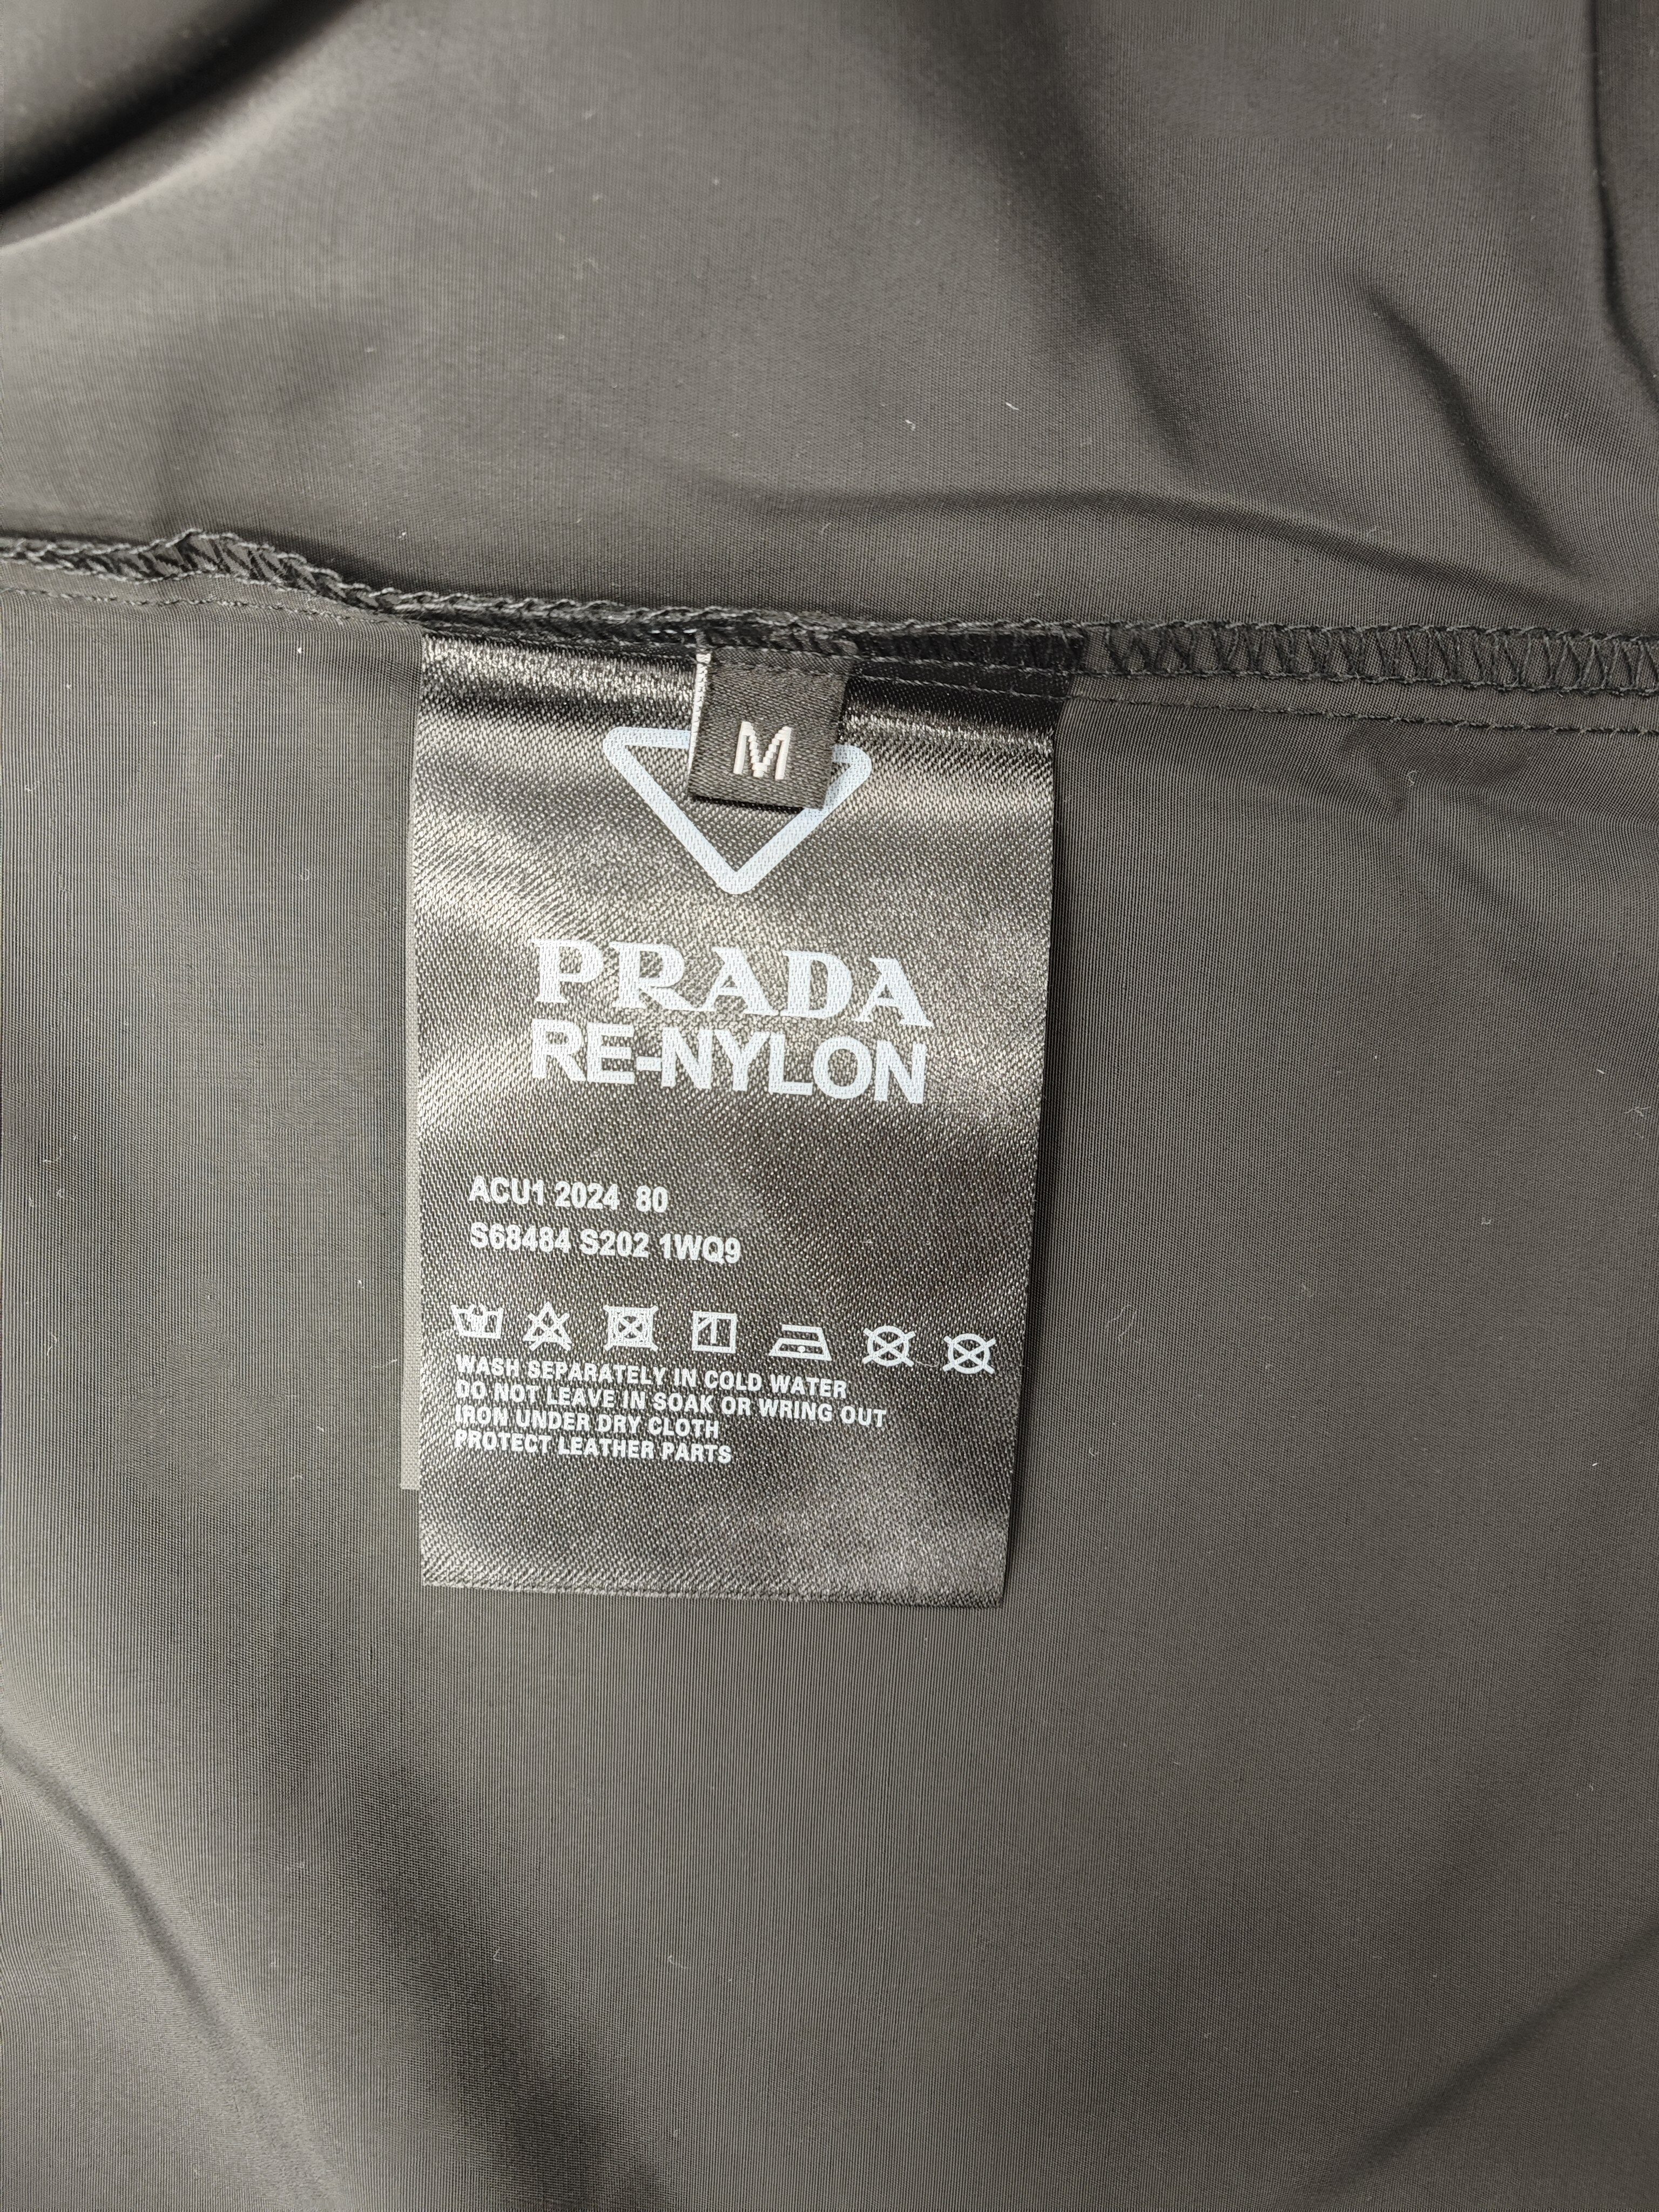 M
PRADA
RE-NYLON
ACU1 2024 80
S68484 S202 1WQ9
WASH SEPARATELY IN COLD WATER
DO NOT LEAVE IN SOAK OR WRING OUT
IRON UNDER DRY CLOTH
PROTECT LEATHER PARTS